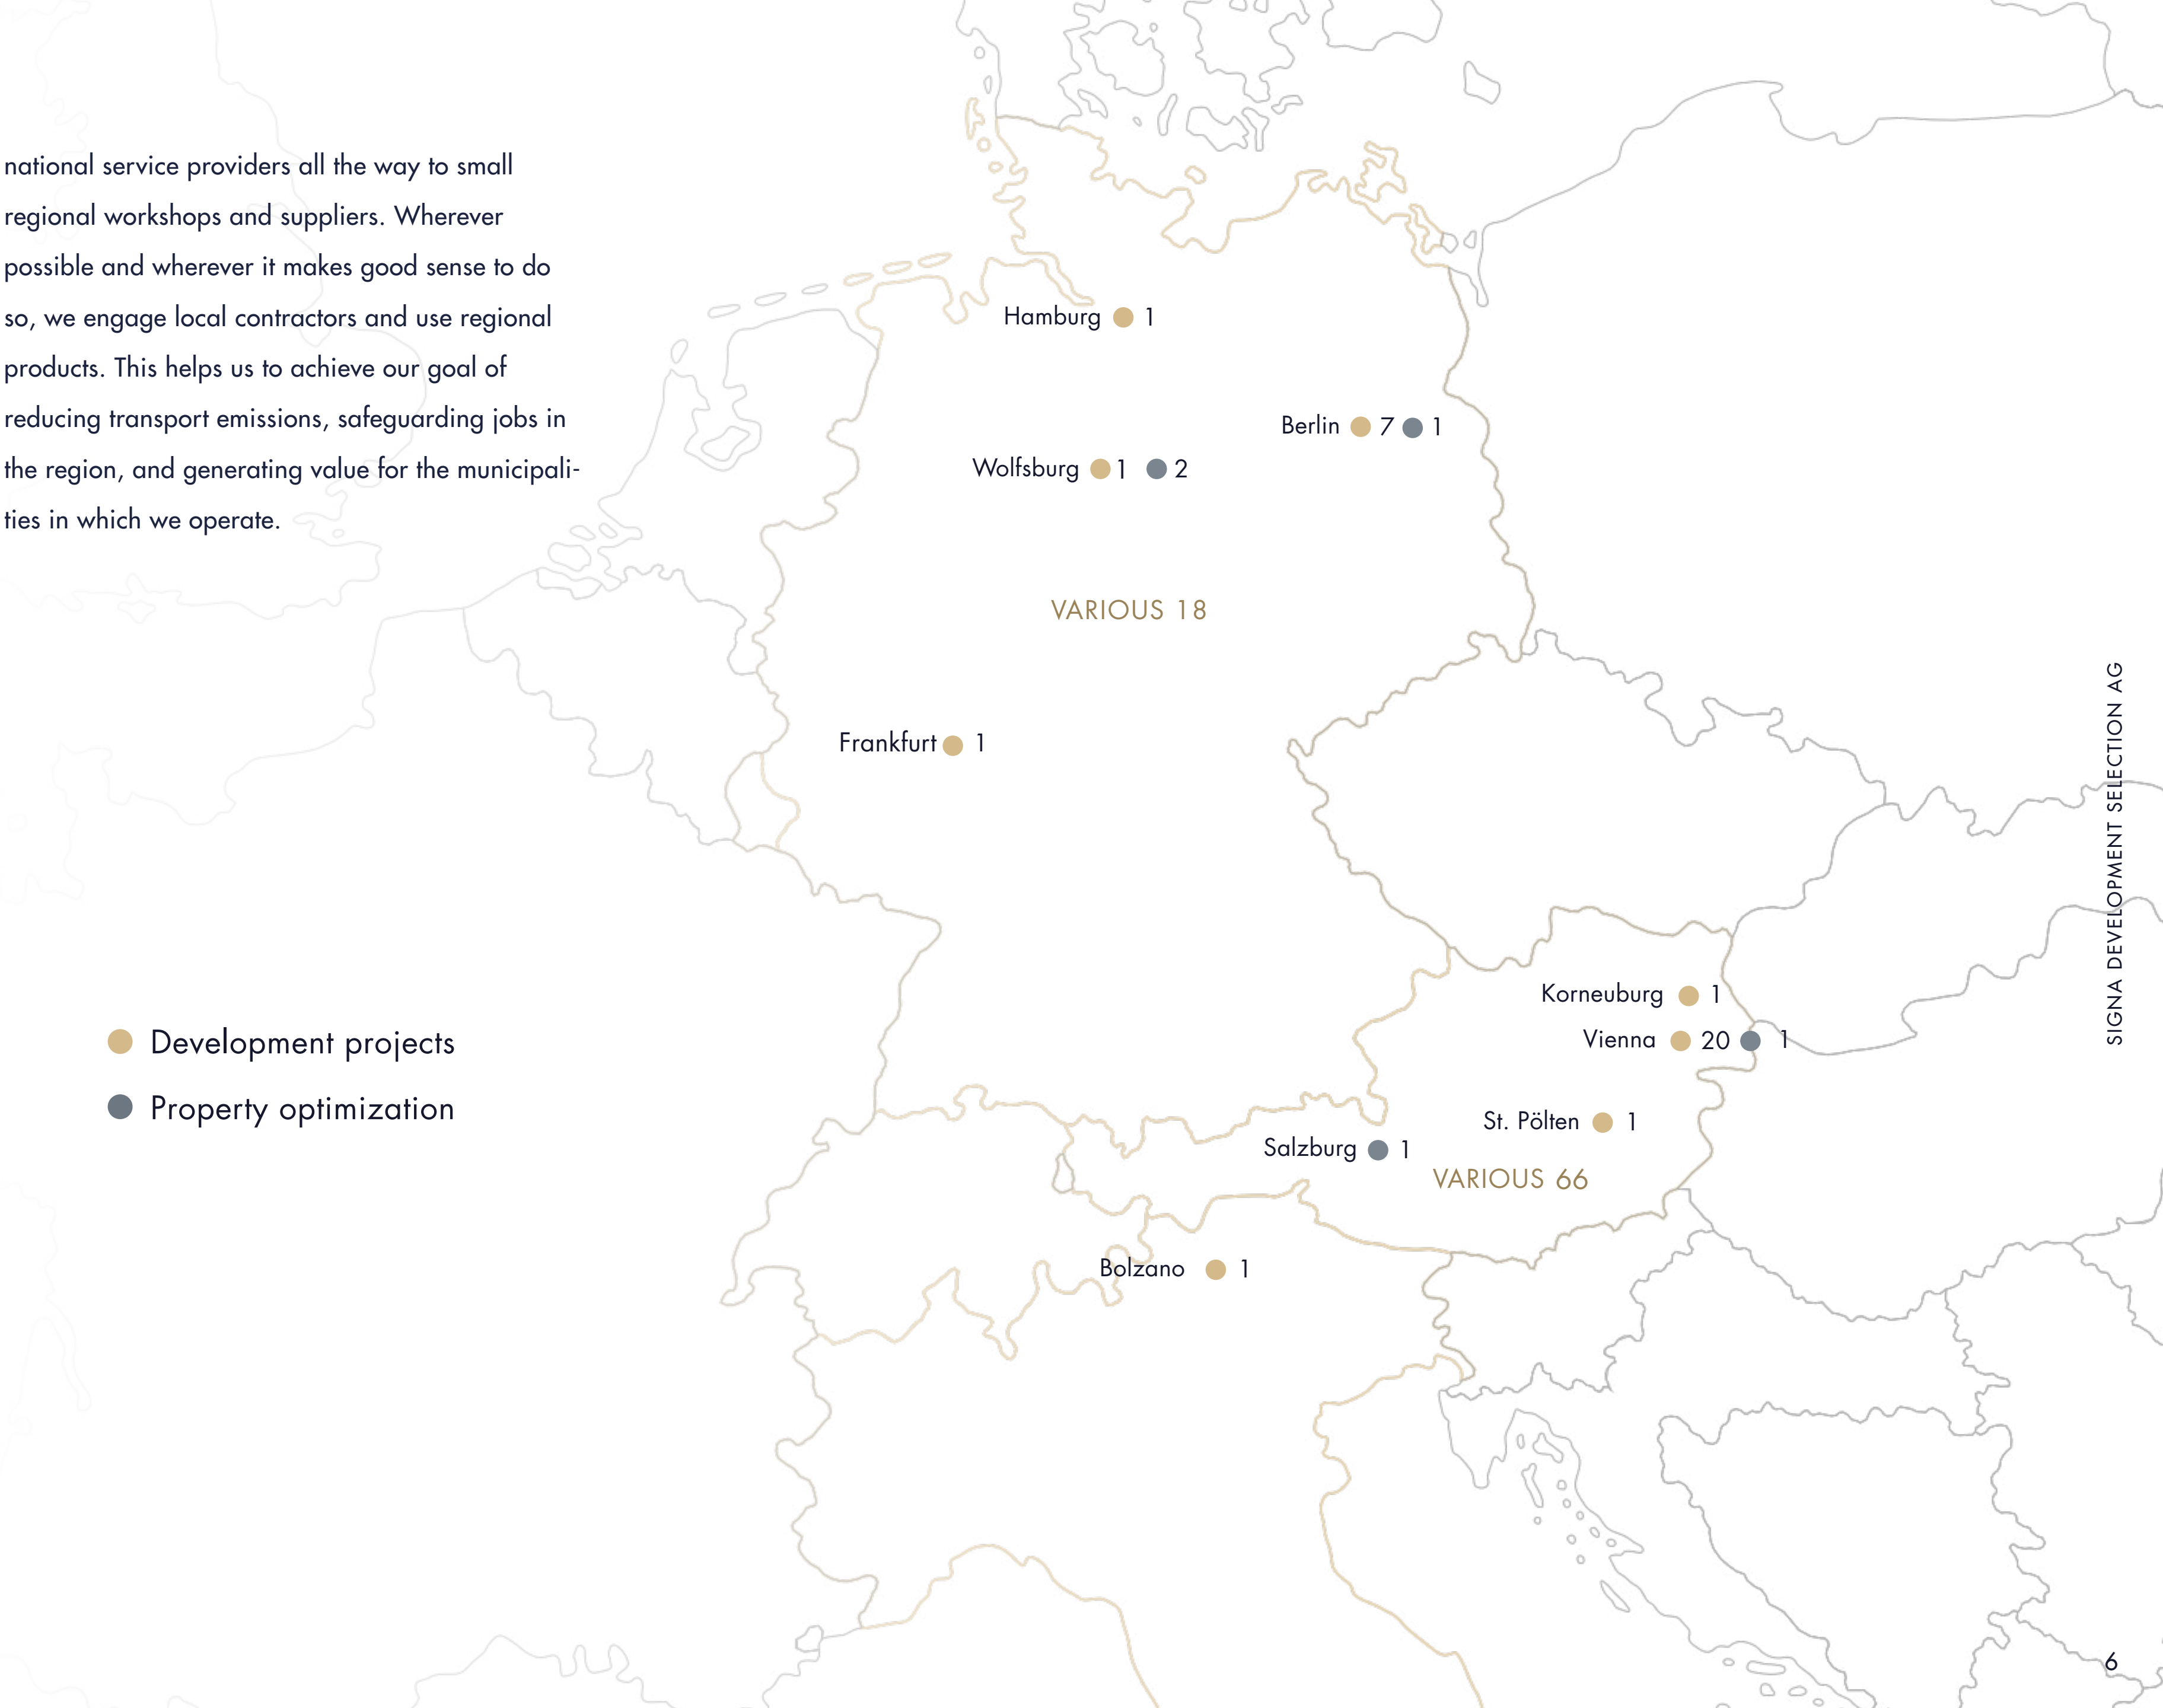 national service providers all the way to small
regional workshops and suppliers. Wherever
possible and wherever it makes good sense to do
so, we engage local contractors and use regional
products. This helps us to achieve our goal of
reducing transport emissions, safeguarding jobs in
the region, and generating value for the municipali-
ties in which we operate.
Hamburg 1
Berlin 7 1
Wolfsburg 1 2
VARIOUS 18
Frankfurt 1
Korneuburg 1
Vienna 20 1
St. Pölten 1
Salzburg 1
VARIOUS 66
Bolzano 1
Development projects
Property optimization
SIGNA DEVELOPMENT SELECTION AG
6